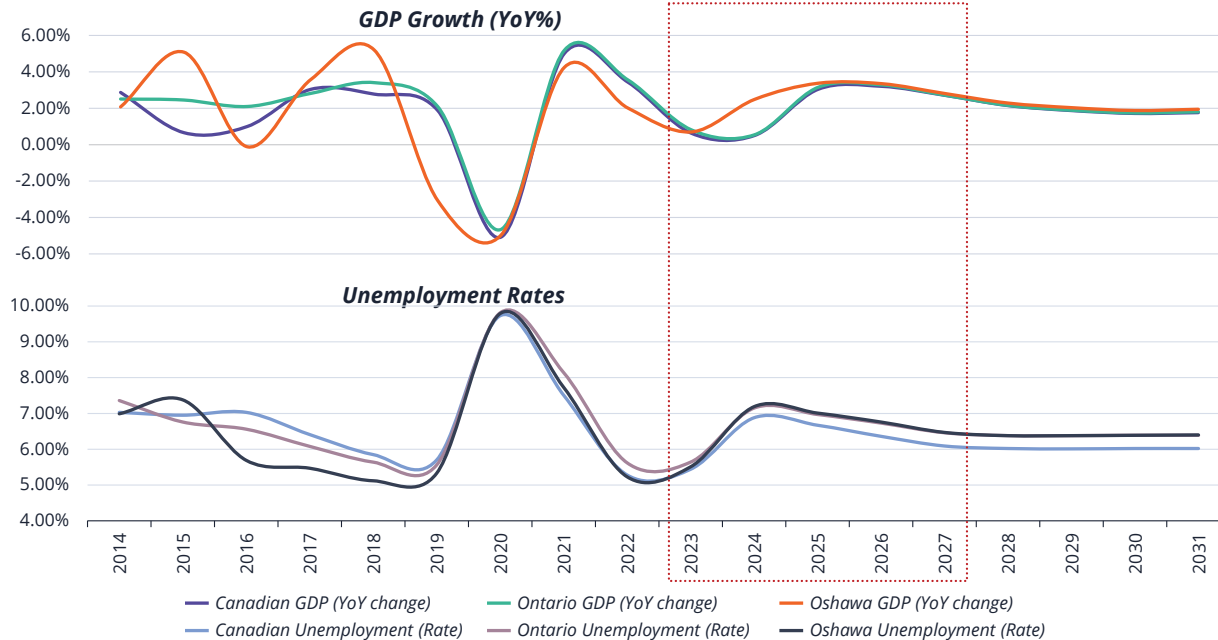 GDP Growth (YoY%)
6.00%
4.00%
2.00%
0.00%
-2.00%
-4.00%
-6.00%
Unemployment Rates
10.00%
9.00%
8.00%
7.00%
6.00%
5.00%
4.00%
2014 2015 2016 2017 2018 2019 2020 2021 2022 2023 2024 2025 2026 2027 2028 2029 2030 2031
Canadian GDP (YoY change) Ontario GDP (YoY change) Oshawa GDP (YoY change)
Canadian Unemployment (Rate) Ontario Unemployment (Rate) Oshawa Unemployment (Rate)